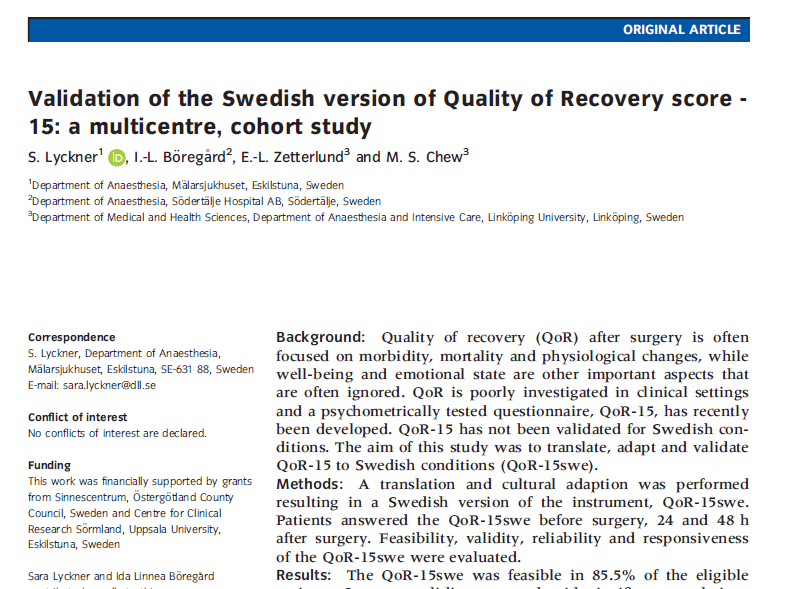 ORIGINAL ARTICLE
Validation of the Swedish version of Quality of Recovery score -
15: a multicentre, cohort study
S. Lyckner1 iD, I.-L. Böregård2, E.-L. Zetterlund3 and M. S. Chew3
1Department of Anaesthesia, Mälarsjukhuset, Eskilstuna, Sweden
2Department of Anaesthesia, Södertälje Hospital AB, Södertälje, Sweden
3Department of Medical and Health Sciences, Department of Anaesthesia and Intensive Care, Linköping University, Linköping, Sweden
Correspondence
S. Lyckner, Department of Anaesthesia,
Mälarsjukhuset, Eskilstuna, SE-631 88, Sweden
E-mail: sara.lyckner@dll.se
Conflict of interest
No conflicts of interest are declared.
Funding
This work was financially supported by grants
from Sinnescentrum, Östergötland County
Council, Sweden and Centre for Clinical
Research Sörmland, Uppsala University,
Eskilstuna, Sweden
Sara Lyckner and Ida Linnea Böregård
Background: Quality of recovery (QoR) after surgery is often
focused on morbidity, mortality and physiological changes, while
well-being and emotional state are other important aspects that
are often ignored. QoR is poorly investigated in clinical settings
and a psychometrically tested questionnaire, QoR-15, has recently
been developed. QoR-15 has not been validated for Swedish con-
ditions. The aim of this study was to translate, adapt and validate
QoR-15 to Swedish conditions (QoR-15swe).
Methods: A translation and cultural adaption was performed
resulting in a Swedish version of the instrument, QoR-15swe.
Patients answered the QoR-15swe before surgery, 24 and 48 h
after surgery. Feasibility, validity, reliability and responsiveness
of the QoR-15swe were evaluated.
Results: The QoR-15swe was feasible in 85.5% of the eligible